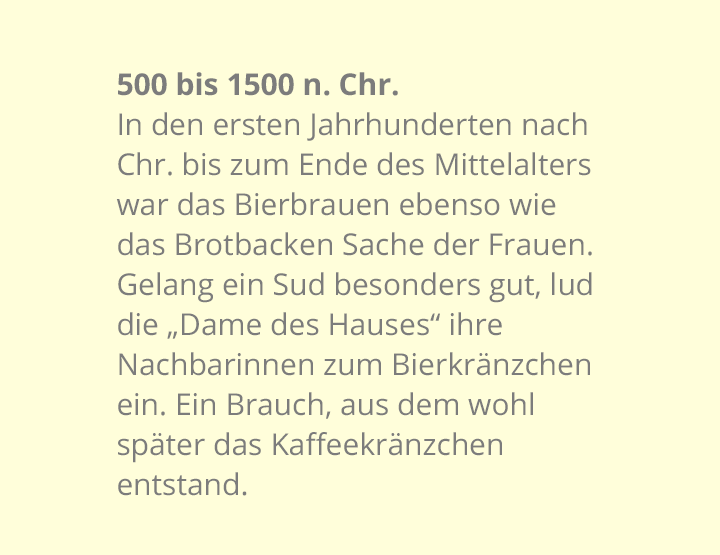 500 bis 1500 n. Chr.
In den ersten Jahrhunderten nach
Chr. bis zum Ende des Mittelalters
war das Bierbrauen ebenso wie
das Brotbacken Sache der Frauen.
Gelang ein Sud besonders gut, lud
die „Dame des Hauses“ ihre
Nachbarinnen zum Bierkränzchen
ein. Ein Brauch, aus dem wohl
später das Kaffeekränzchen
entstand.